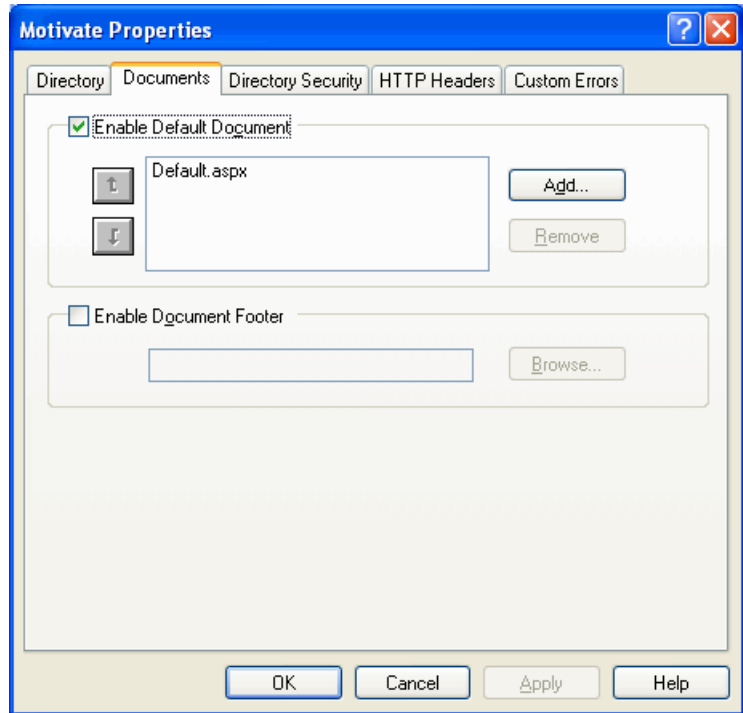 Motivate Properties
Directory Documents Directory Security HTTP Headers Custom Errors
Enable Default Document
Default.aspx
Add...
Remove
Enable Document Footer
Browse...
OK Cancel Apply Help